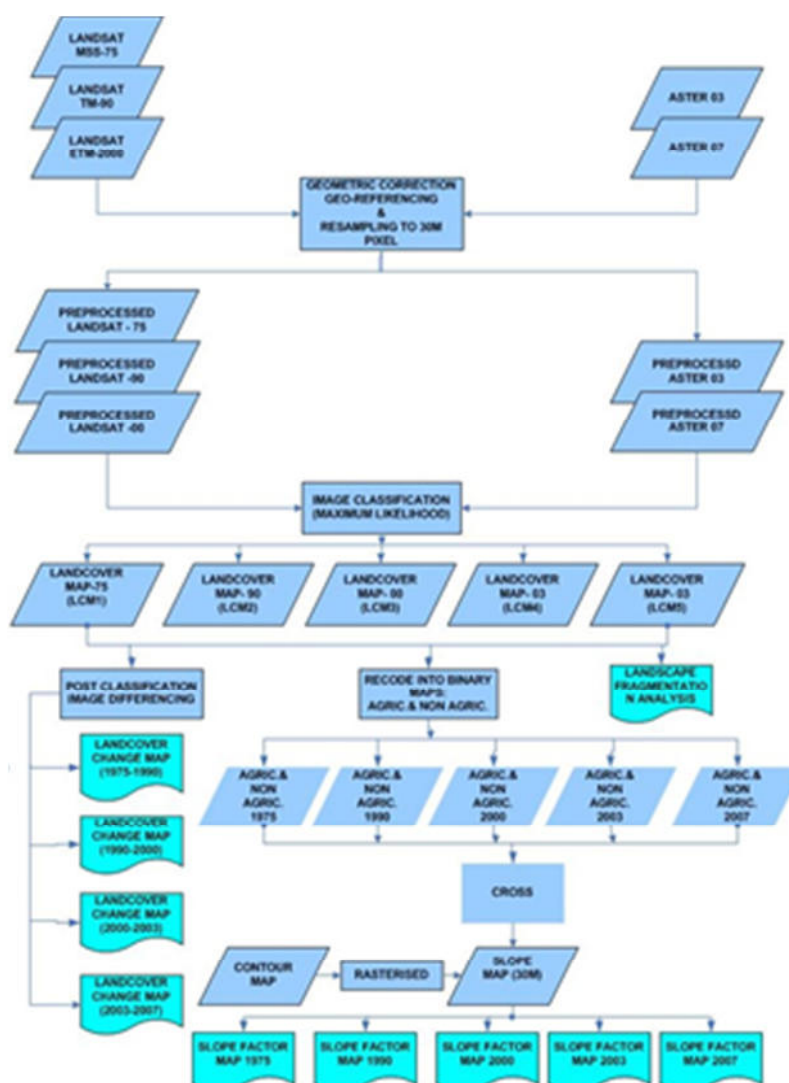 LANDSAT
MSS-75
LANDSAT
TM-90
LANDSAT
ETM-2000
ASTER 03
ASTER 07
GEOMETRIC CORRECTION
GEO-REFERENCING
&
RESAMPLING TO 30M
PIXEL
PREPROCESSED
LANDSAT - 75
PREPROCESSED
LANDSAT -90
PREPROCESSED
LANDSAT -00
PREPROCESSD
ASTER 03
PREPROCESSD
ASTER 07
IMAGE CLASSIFICATION
(MAXIMUM LIKELIHOOD)
LANDCOVER
MAP-75
(LCM1)
LANDCOVER
MAP- 90
(LCM2)
LANDCOVER
MAP- 00
(LCM3)
LANDCOVER
MAP- 03
(LCM4)
LANDCOVER
MAP- 03
(LCM5)
POST CLASSIFICATION
IMAGE DIFFERENCING
RECODE INTO BINARY
MAPS:
AGRIC.& NON AGRIC.
LANDSCAPE
FRAGMENTATIO
N ANALYSIS
LANDCOVER
CHANGE MAP
(1975-1990)
LANDCOVER
CHANGE MAP
(1990-2000)
LANDCOVER
CHANGE MAP
(2000-2003)
LANDCOVER
CHANGE MAP
(2003-2007)
AGRIC.&
NON
AGRIC.
1975
AGRIC.&
NON
AGRIC.
1990
AGRIC.&
NON
AGRIC.
2000
AGRIC.&
NON
AGRIC.
2003
AGRIC.&
NON
AGRIC.
2007
CROSS
CONTOUR
MAP
RASTERISED
SLOPE
MAP (30M)
SLOPE FACTOR
MAP 1975
SLOPE FACTOR
MAP 1990
SLOPE FACTOR
MAP 2000
SLOPE FACTOR
MAP 2003
SLOPE FACTOR
MAP 2007